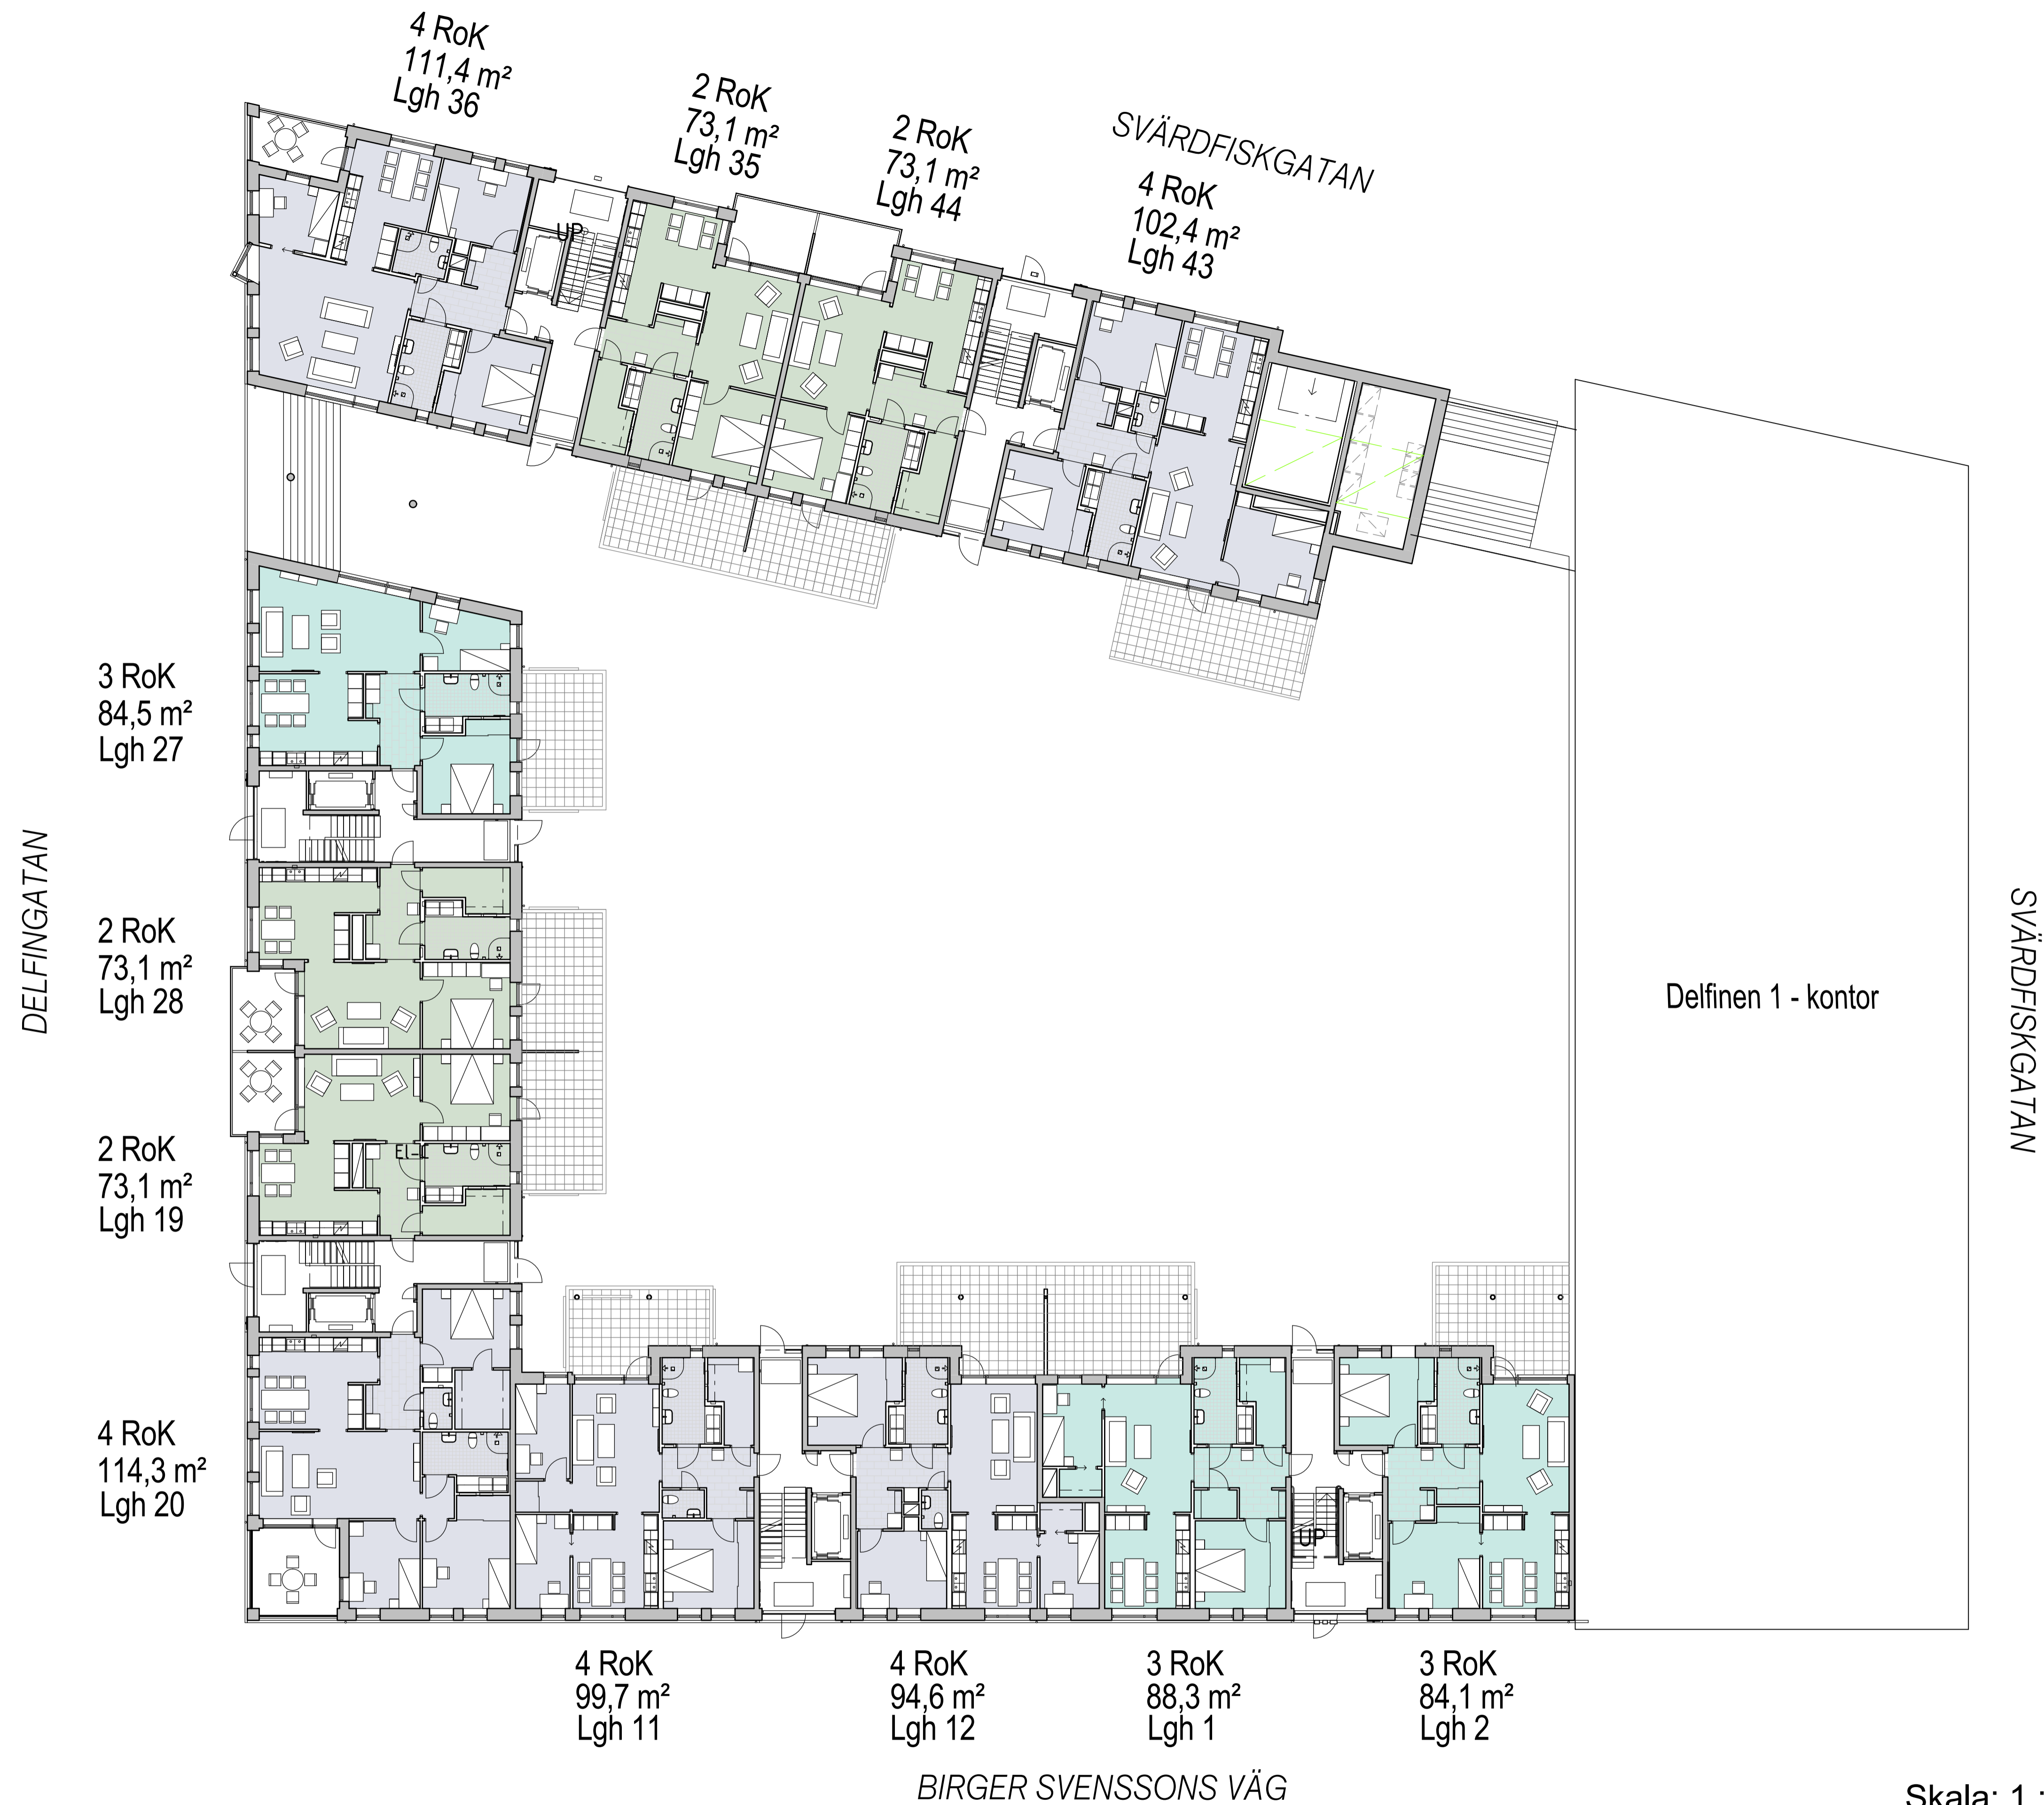 4 RoK
111,4 m²
Lgh 36
2 RoK
73,1 m²
Lgh 35
2 RoK
73,1 m²
Lgh 44
SVÄRDFISKGATAN
4 RoK
102,4 m²
Lgh 43
UP
3 RoK
84,5 m²
Lgh 27
DELFINGATAN
2 RoK
73,1 m²
Lgh 28
Delfinen 1 - kontor
SVÄRDFISKGATAN
2 RoK
73,1 m²
Lgh 19
4 RoK
114,3 m²
Lgh 20
UP
4 RoK
99,7 m²
Lgh 11
4 RoK
94,6 m²
Lgh 12
3 RoK
88,3 m²
Lgh 1
3 RoK
84,1 m²
Lgh 2
BIRGER SVENSSONS VÄG
Skala: 1 :